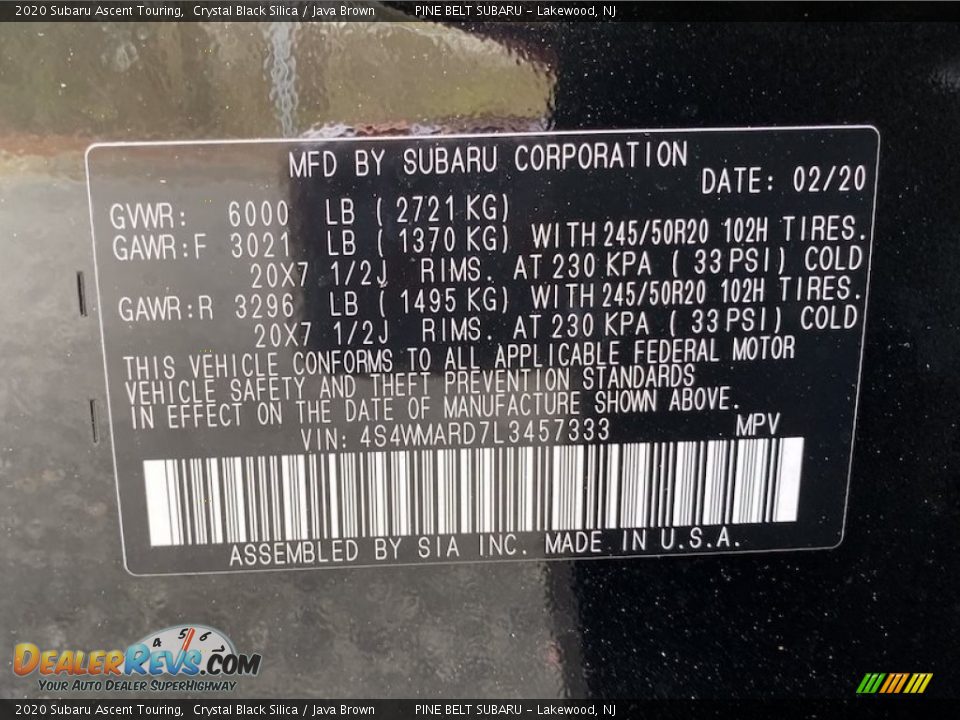 2020 Subaru Ascent Touring, Crystal Black Silica / Java Brown PINE BELT SUBARU - Lakewood, NJ
MFD BY SUBARU CORPORATION
DATE: 02/20
GVWR: 6000 LB ( 2721 KG)
GAWR:F 3021 LB ( 1370 KG) WITH 245/50R20 102H TIRES.
20X7 1/2J RIMS. AT 230 KPA ( 33 PSI) COLD
GAWR:R 3296 LB ( 1495 KG) WITH 245/50R20 102H TIRES.
20X7 1/2J RIMS. AT 230 KPA ( 33 PSI) COLD
THIS VEHICLE CONFORMS TO ALL APPLICABLE FEDERAL MOTOR
VEHICLE SAFETY AND THEFT PREVENTION STANDARDS
IN EFFECT ON THE DATE OF MANUFACTURE SHOWN ABOVE.
VIN: 4S4WMARD7L3457333 MPV
ASSEMBLED BY SIA INC. MADE IN U.S.A.
4 5 6
DEALERREVS.COM
YOUR AUTO DEALER SUPERHIGHWAY
2020 Subaru Ascent Touring, Crystal Black Silica / Java Brown PINE BELT SUBARU - Lakewood, NJ